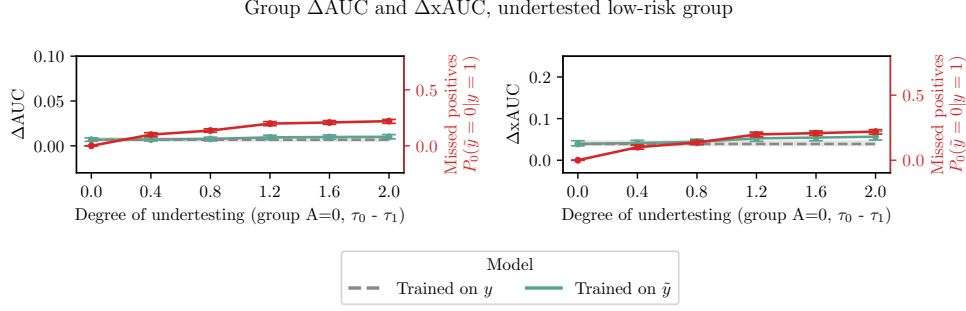 Group ΔAUC and ΔxAUC, undertested low-risk group
ΔAUC
0.10
0.05
0.00
0.5
0.0
Missed positives
P₀(ỹ = 0|y = 1)
0.0 0.4 0.8 1.2 1.6 2.0
Degree of undertesting (group A=0, τ₀ - τ₁)
ΔxAUC
0.2
0.1
0.0
0.5
0.0
Missed positives
P₀(ỹ = 0|y = 1)
0.0 0.4 0.8 1.2 1.6 2.0
Degree of undertesting (group A=0, τ₀ - τ₁)
Model
Trained on y
Trained on ỹ